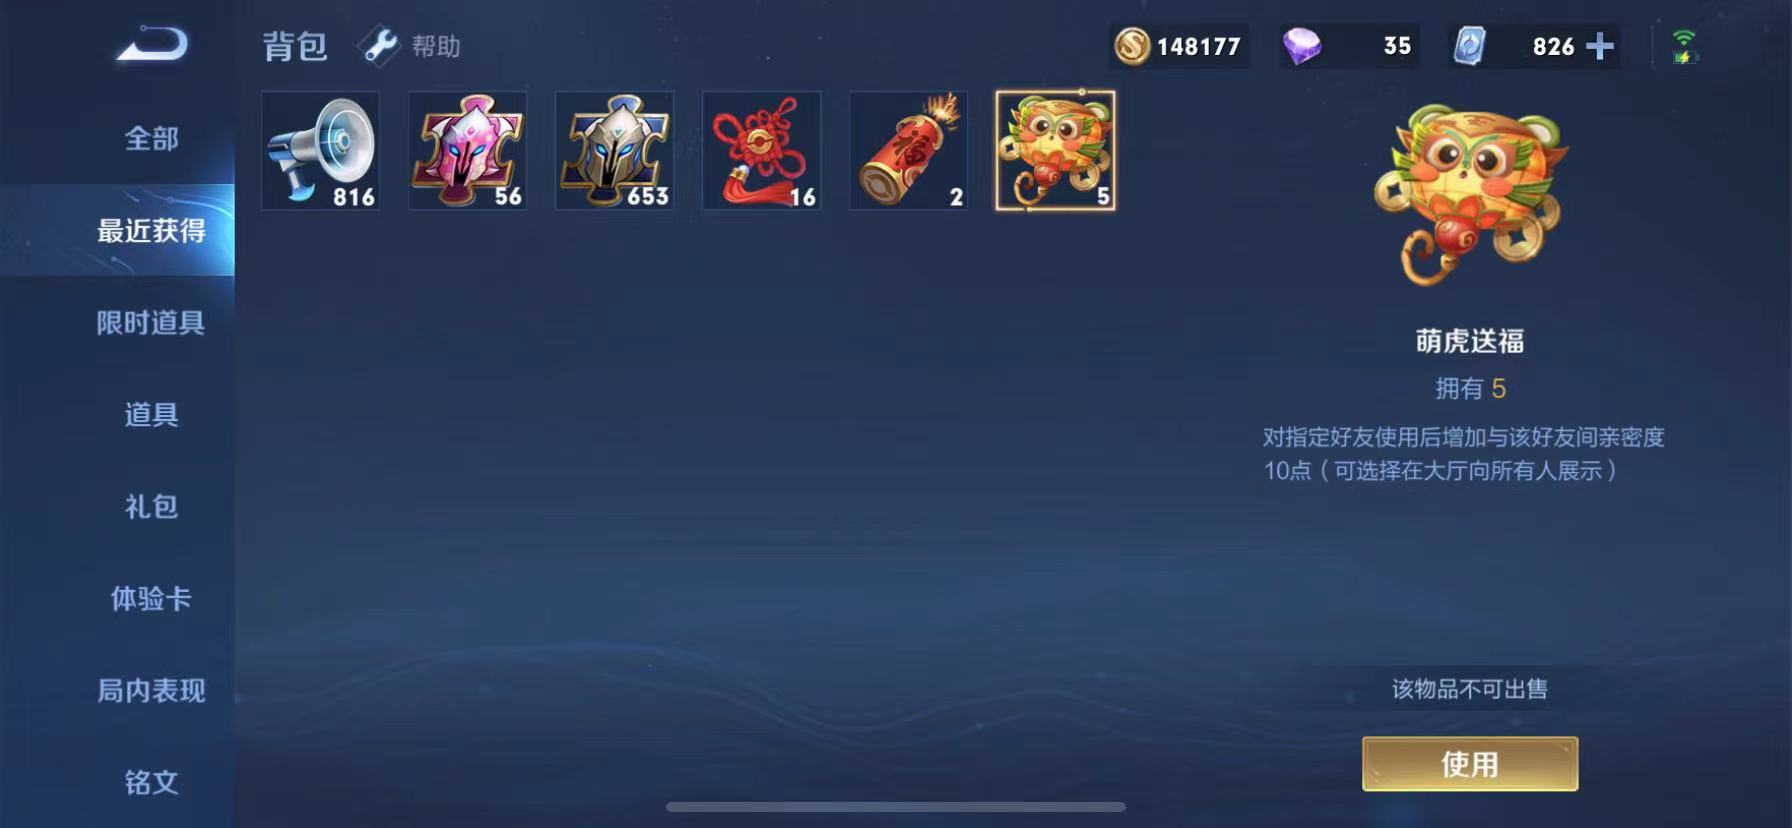 背包 帮助 148177 35 826
全部
最近获得
限时道具
道具
礼包
体验卡
局内表现
铭文
816 56 653 16 福 2 5
萌虎送福
拥有 5
对指定好友使用后增加与该好友间亲密度
10点（可选择在大厅向所有人展示）
该物品不可出售
使用